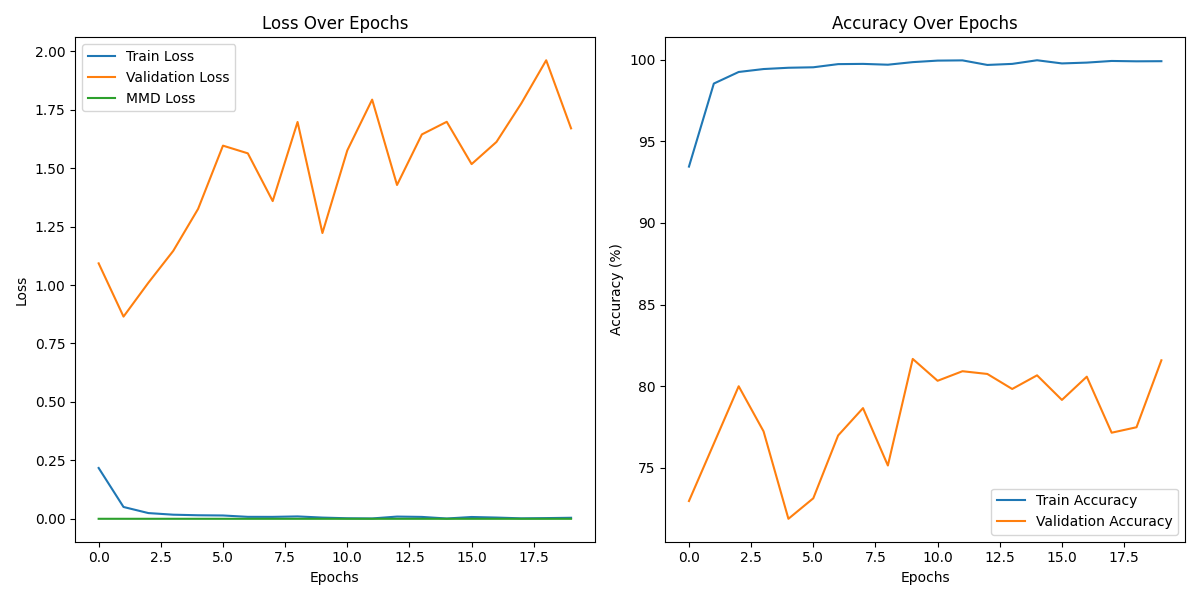 Loss Over Epochs
Train Loss
Validation Loss
MMD Loss
2.00
1.75
1.50
1.25
1.00
0.75
0.50
0.25
0.00
Loss
0.0 2.5 5.0 7.5 10.0 12.5 15.0 17.5
Epochs
Accuracy Over Epochs
100
95
90
85
80
75
Accuracy (%)
Train Accuracy
Validation Accuracy
0.0 2.5 5.0 7.5 10.0 12.5 15.0 17.5
Epochs